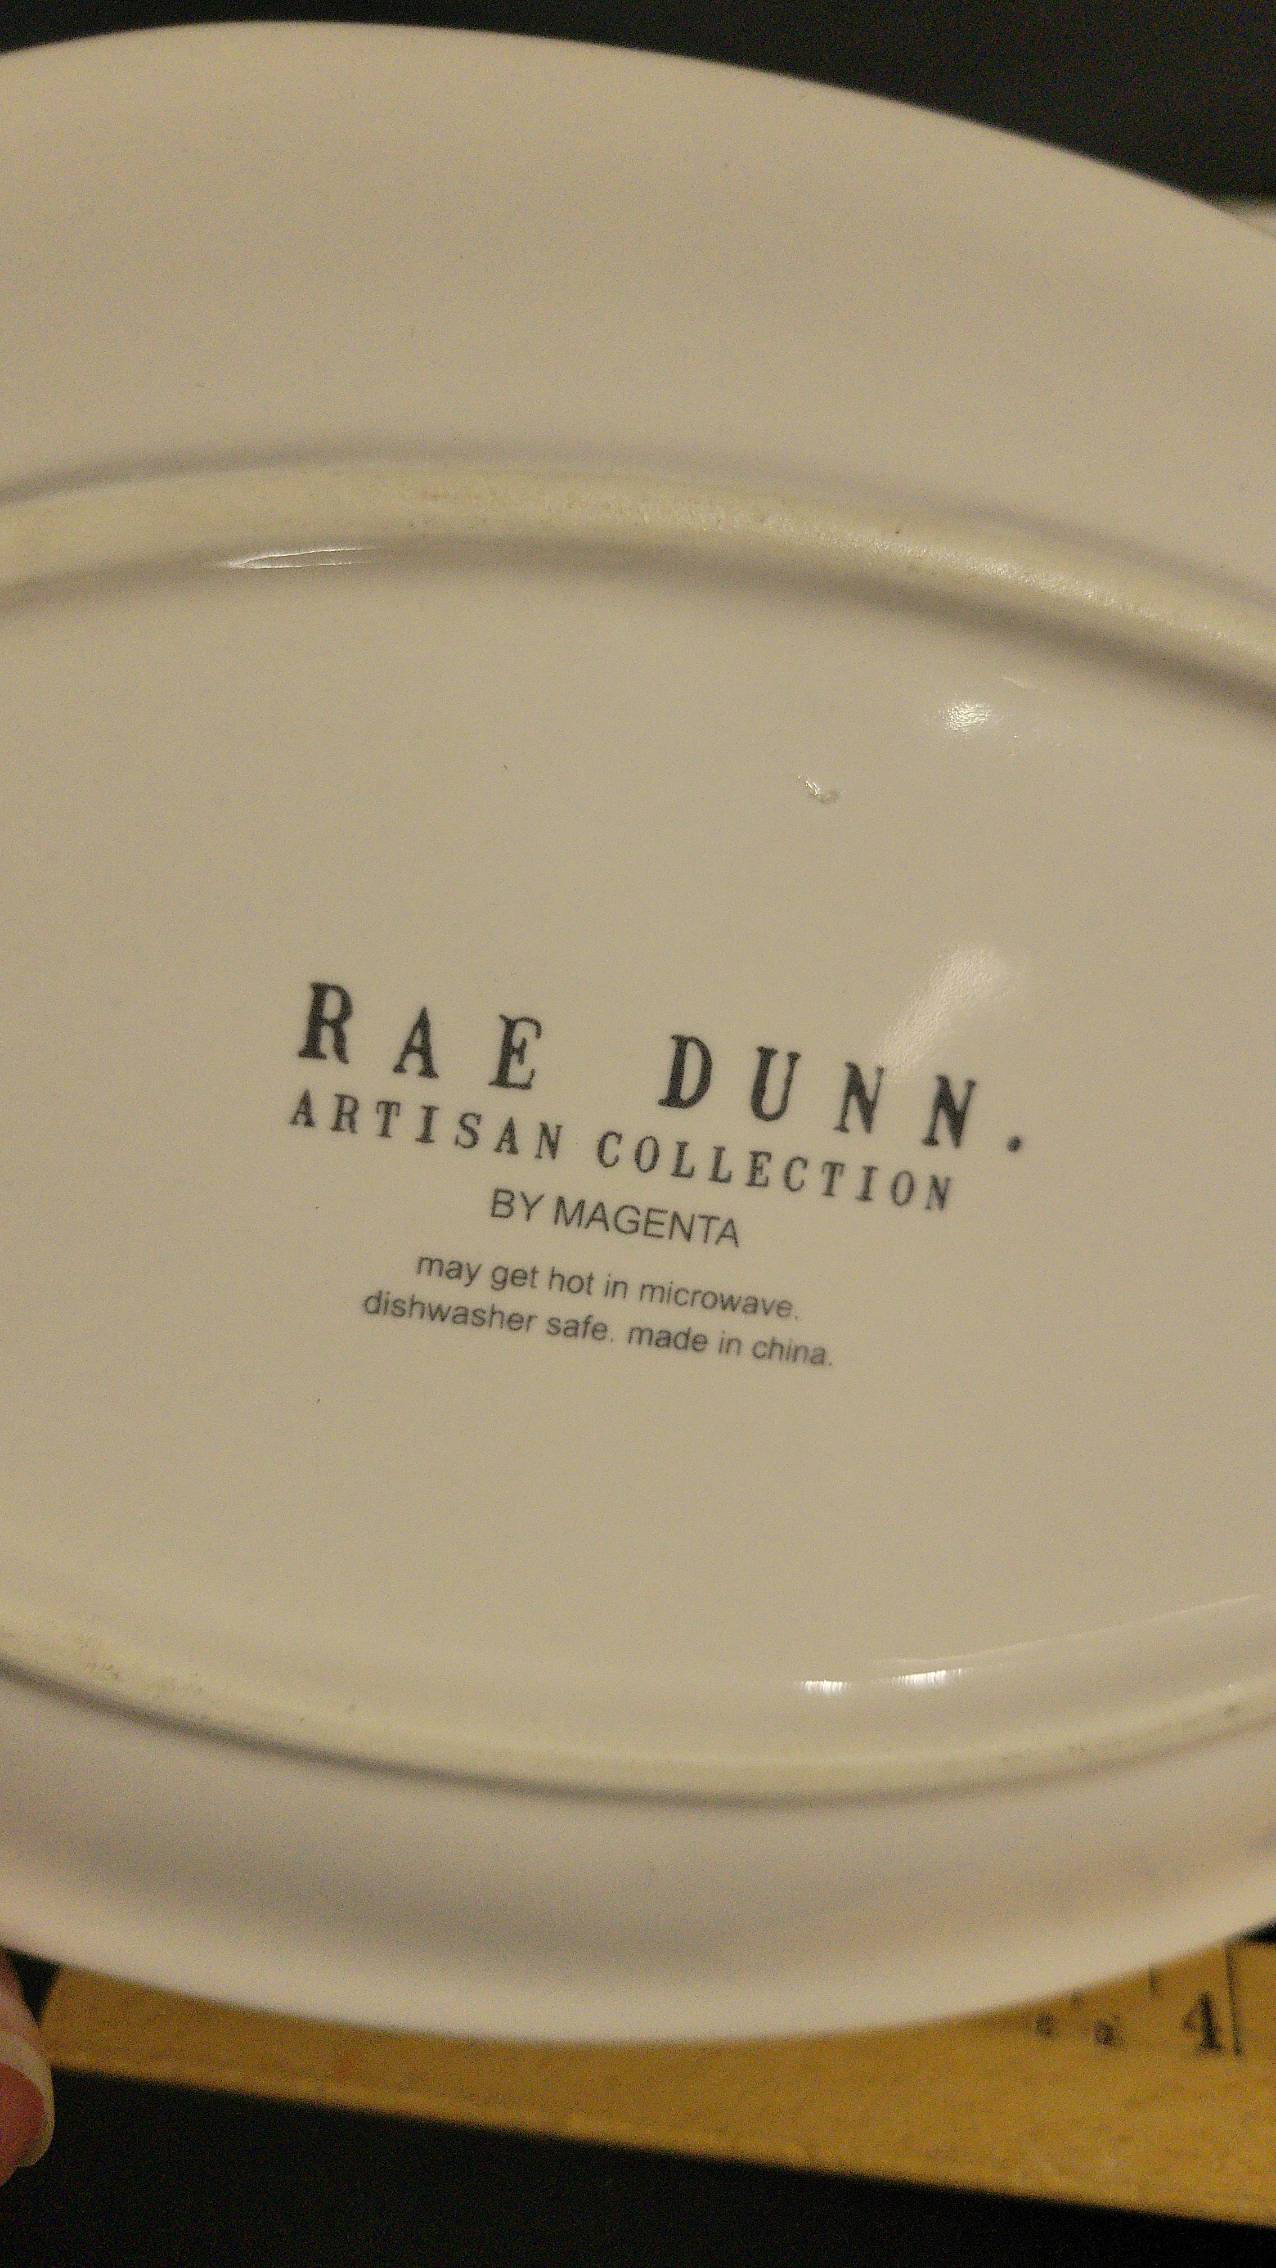 RAE DUNN.
ARTISAN COLLECTION
BY MAGENTA
may get hot in microwave.
dishwasher safe. made in china.
4